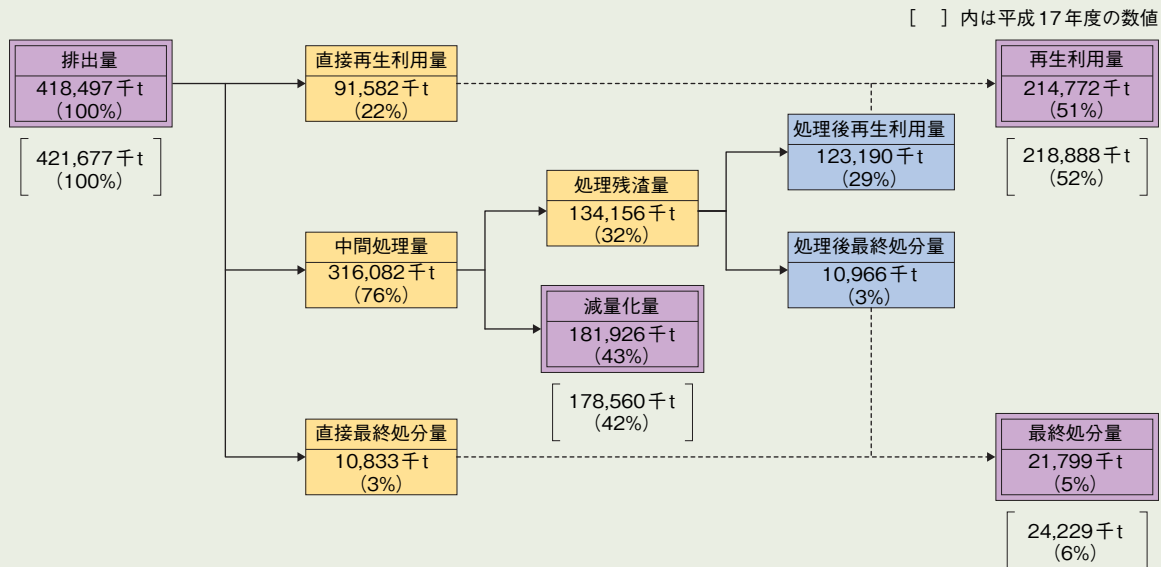 [　] 内は平成17年度の数値
排出量
418,497千t
(100%)
[421,677千t
(100%)]
直接再生利用量
91,582千t
(22%)
再生利用量
214,772千t
(51%)
[218,888千t
(52%)]
処理後再生利用量
123,190千t
(29%)
処理残渣量
134,156千t
(32%)
中間処理量
316,082千t
(76%)
処理後最終処分量
10,966千t
(3%)
減量化量
181,926千t
(43%)
[178,560千t
(42%)]
直接最終処分量
10,833千t
(3%)
最終処分量
21,799千t
(5%)
[24,229千t
(6%)]